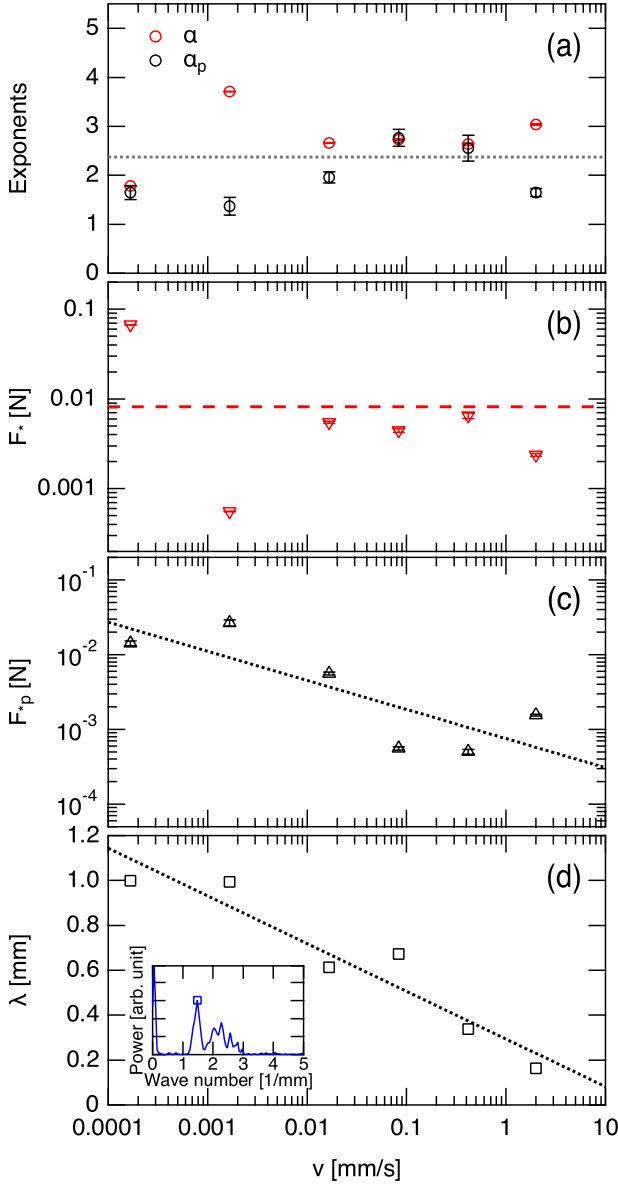 (a)
α
α_p
5
4
3
2
1
0
Exponents
(b)
0.1
0.01
0.001
F_* [N]
(c)
10^-1
10^-2
10^-3
10^-4
F_*p [N]
(d)
1.2
1.0
0.8
0.6
0.4
0.2
0
λ [mm]
Power [arb. unit]
0 1 2 3 4 5
Wave number [1/mm]
0.0001 0.001 0.01 0.1 1 10
v [mm/s]